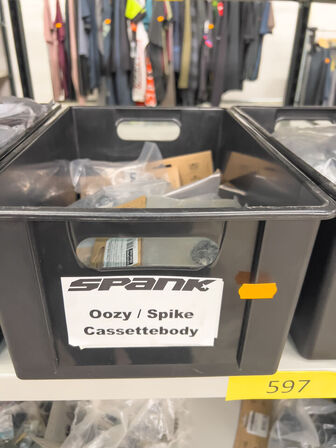 SPANK
Oozy / Spike
Cassettebody
597